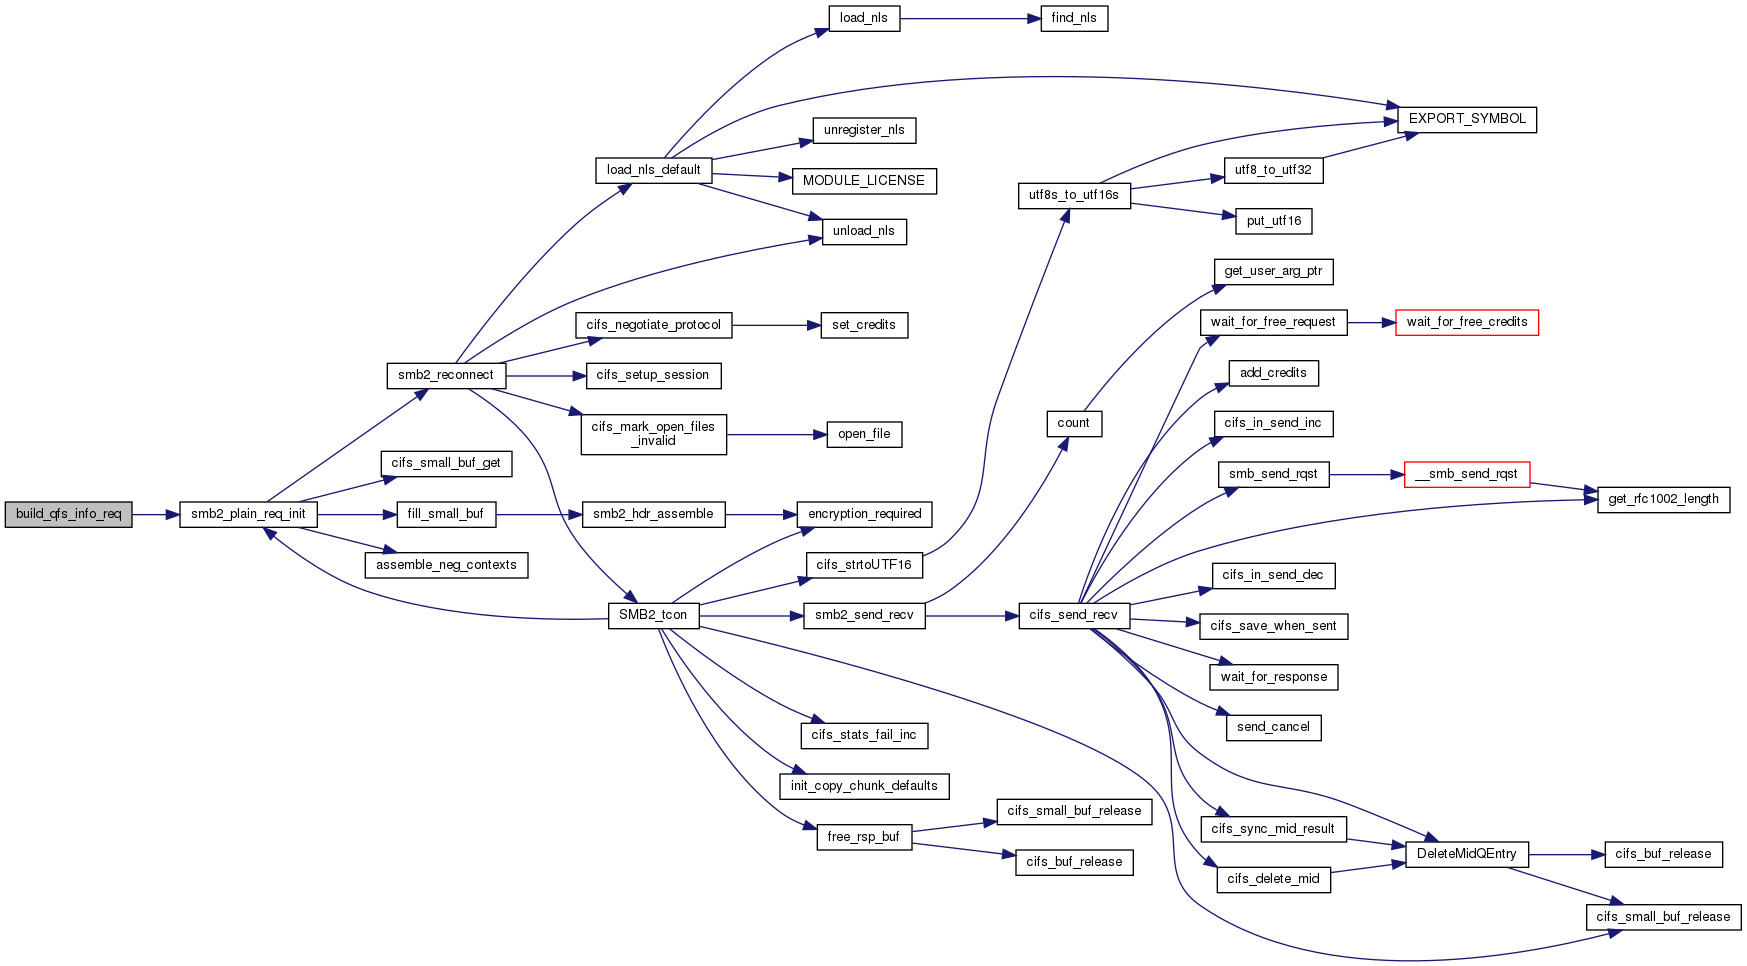 load_nls
find_nls
EXPORT_SYMBOL
unregister_nls
load_nls_default
utf8_to_utf32
MODULE_LICENSE
utf8s_to_utf16s
put_utf16
unload_nls
get_user_arg_ptr
cifs_negotiate_protocol
set_credits
wait_for_free_request
wait_for_free_credits
smb2_reconnect
cifs_setup_session
add_credits
cifs_mark_open_files
_invalid
open_file
count
cifs_in_send_inc
cifs_small_buf_get
smb_send_rqst
__smb_send_rqst
get_rfc1002_length
build_qfs_info_req
smb2_plain_req_init
fill_small_buf
smb2_hdr_assemble
encryption_required
assemble_neg_contexts
cifs_strtoUTF16
cifs_in_send_dec
SMB2_tcon
smb2_send_recv
cifs_send_recv
cifs_save_when_sent
wait_for_response
cifs_stats_fail_inc
send_cancel
init_copy_chunk_defaults
cifs_small_buf_release
free_rsp_buf
cifs_sync_mid_result
cifs_buf_release
DeleteMidQEntry
cifs_buf_release
cifs_delete_mid
cifs_small_buf_release